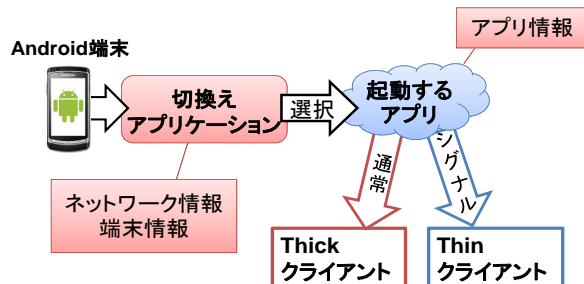 アプリ情報
Android端末
切換え
アプリケーション
選択
起動する
アプリ
ネットワーク情報
端末情報
通常
シグナル
Thick
クライアント
Thin
クライアント